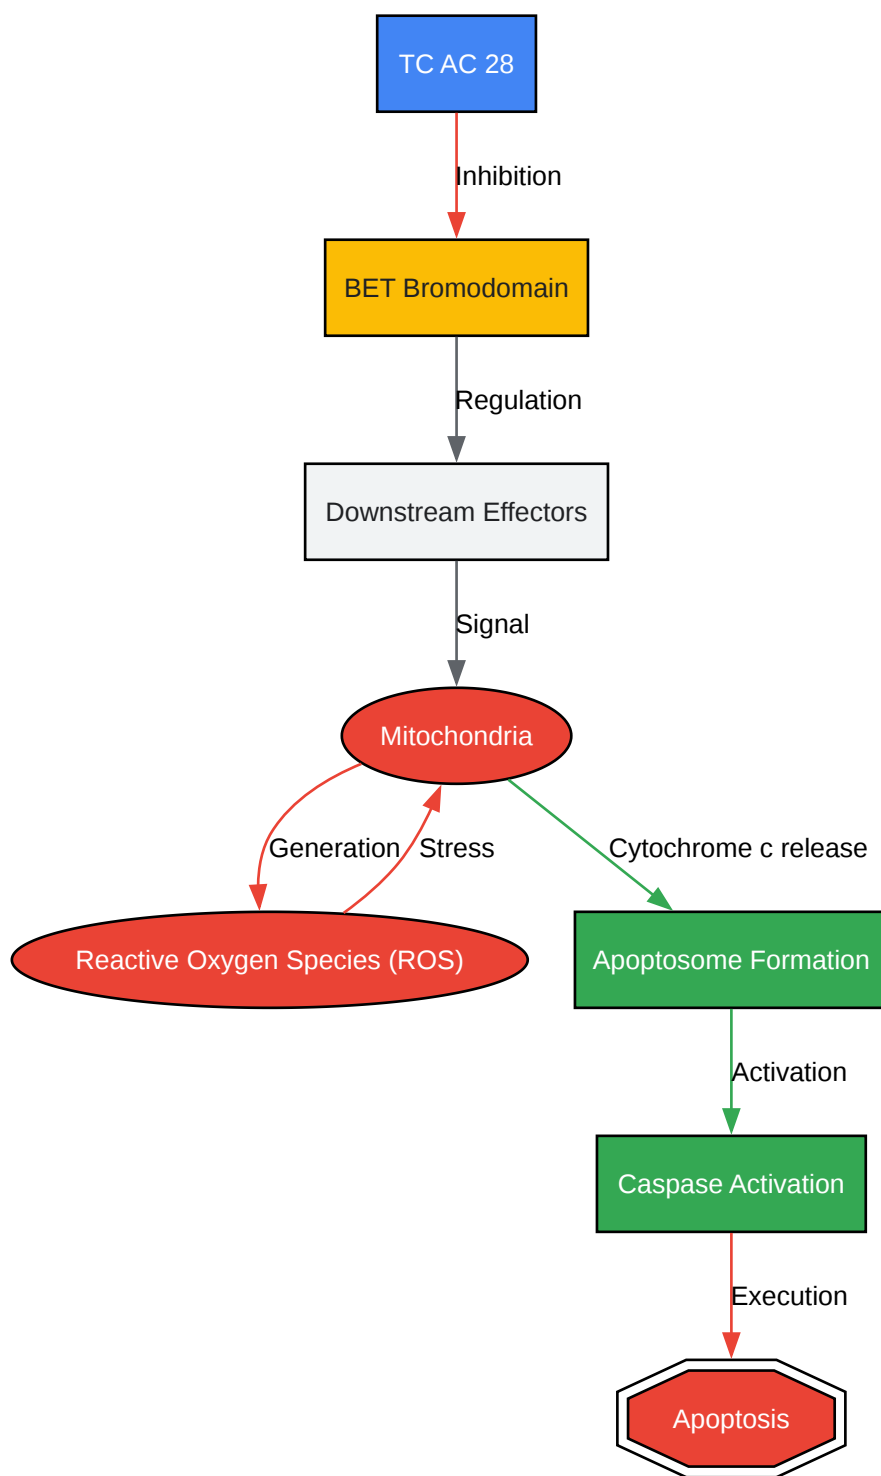 TC AC 28
Inhibition
BET Bromodomain
Regulation
Downstream Effectors
Signal
Mitochondria
Generation
Stress
Cytochrome c release
Reactive Oxygen Species (ROS)
Apoptosome Formation
Activation
Caspase Activation
Execution
Apoptosis